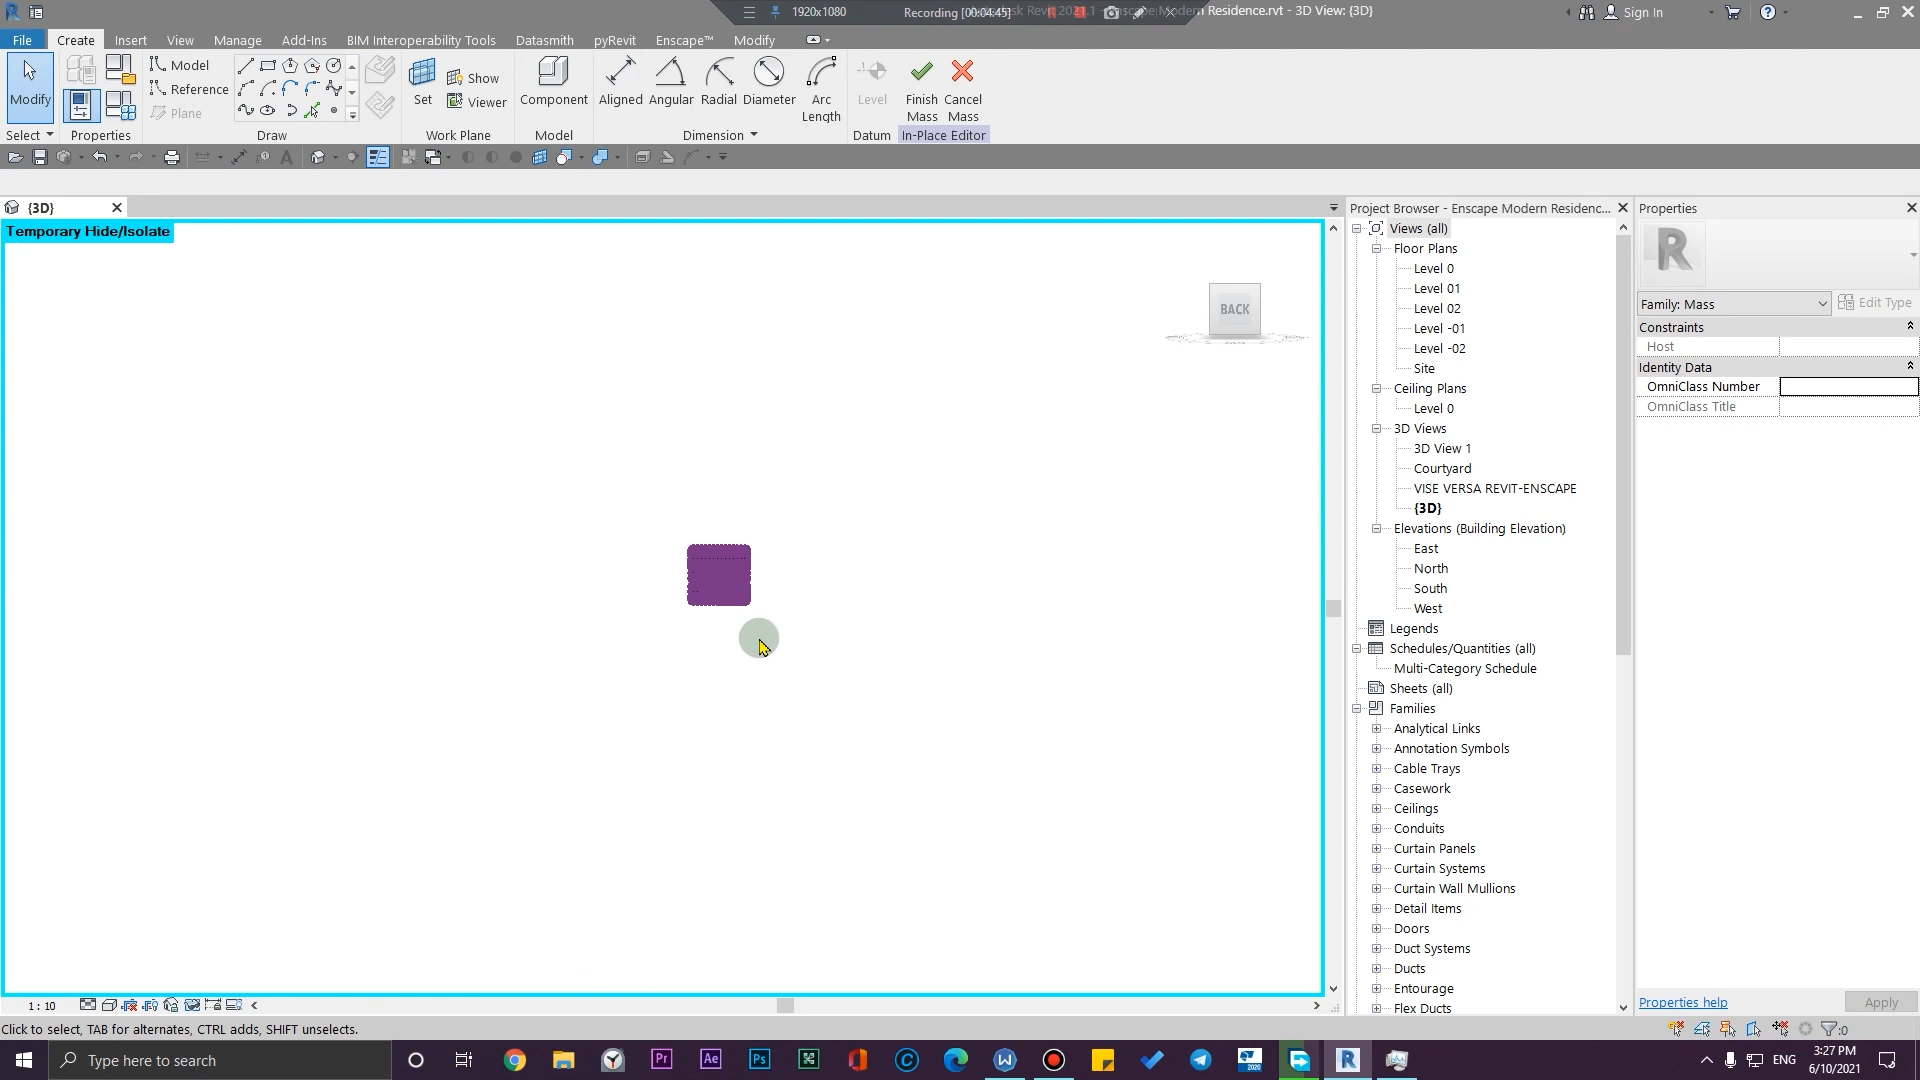 1920x1080
Recording [00:04:45]
Modern Residence.rvt - 3D View: {3D}
Sign In
File
Create
Insert
View
Manage
Add-Ins
BIM Interoperability Tools
Datasmith
pyRevit
Enscape™
Modify
Modify
Model
Reference
Plane
Set
Show
Viewer
Component
Aligned
Angular
Radial
Diameter
Arc
Length
Level
Finish
Mass
Cancel
Mass
Select
Properties
Draw
Work Plane
Model
Dimension
Datum
In-Place Editor
{3D}
Temporary Hide/Isolate
BACK
Project Browser - Enscape Modern Residenc...
Views (all)
Floor Plans
Level 0
Level 01
Level 02
Level -01
Level -02
Site
Ceiling Plans
Level 0
3D Views
3D View 1
Courtyard
VISE VERSA REVIT-ENSCAPE
{3D}
Elevations (Building Elevation)
East
North
South
West
Legends
Schedules/Quantities (all)
Multi-Category Schedule
Sheets (all)
Families
Analytical Links
Annotation Symbols
Cable Trays
Casework
Ceilings
Conduits
Curtain Panels
Curtain Systems
Curtain Wall Mullions
Detail Items
Doors
Duct Systems
Ducts
Entourage
Flex Ducts
Properties
R
Family: Mass
Edit Type
Constraints
Host
Identity Data
OmniClass Number
OmniClass Title
Properties help
Apply
1 : 10
Click to select, TAB for alternates, CTRL adds, SHIFT unselects.
:0
Type here to search
Pr
Ae
Ps
2020
R
ENG
3:27 PM
6/10/2021